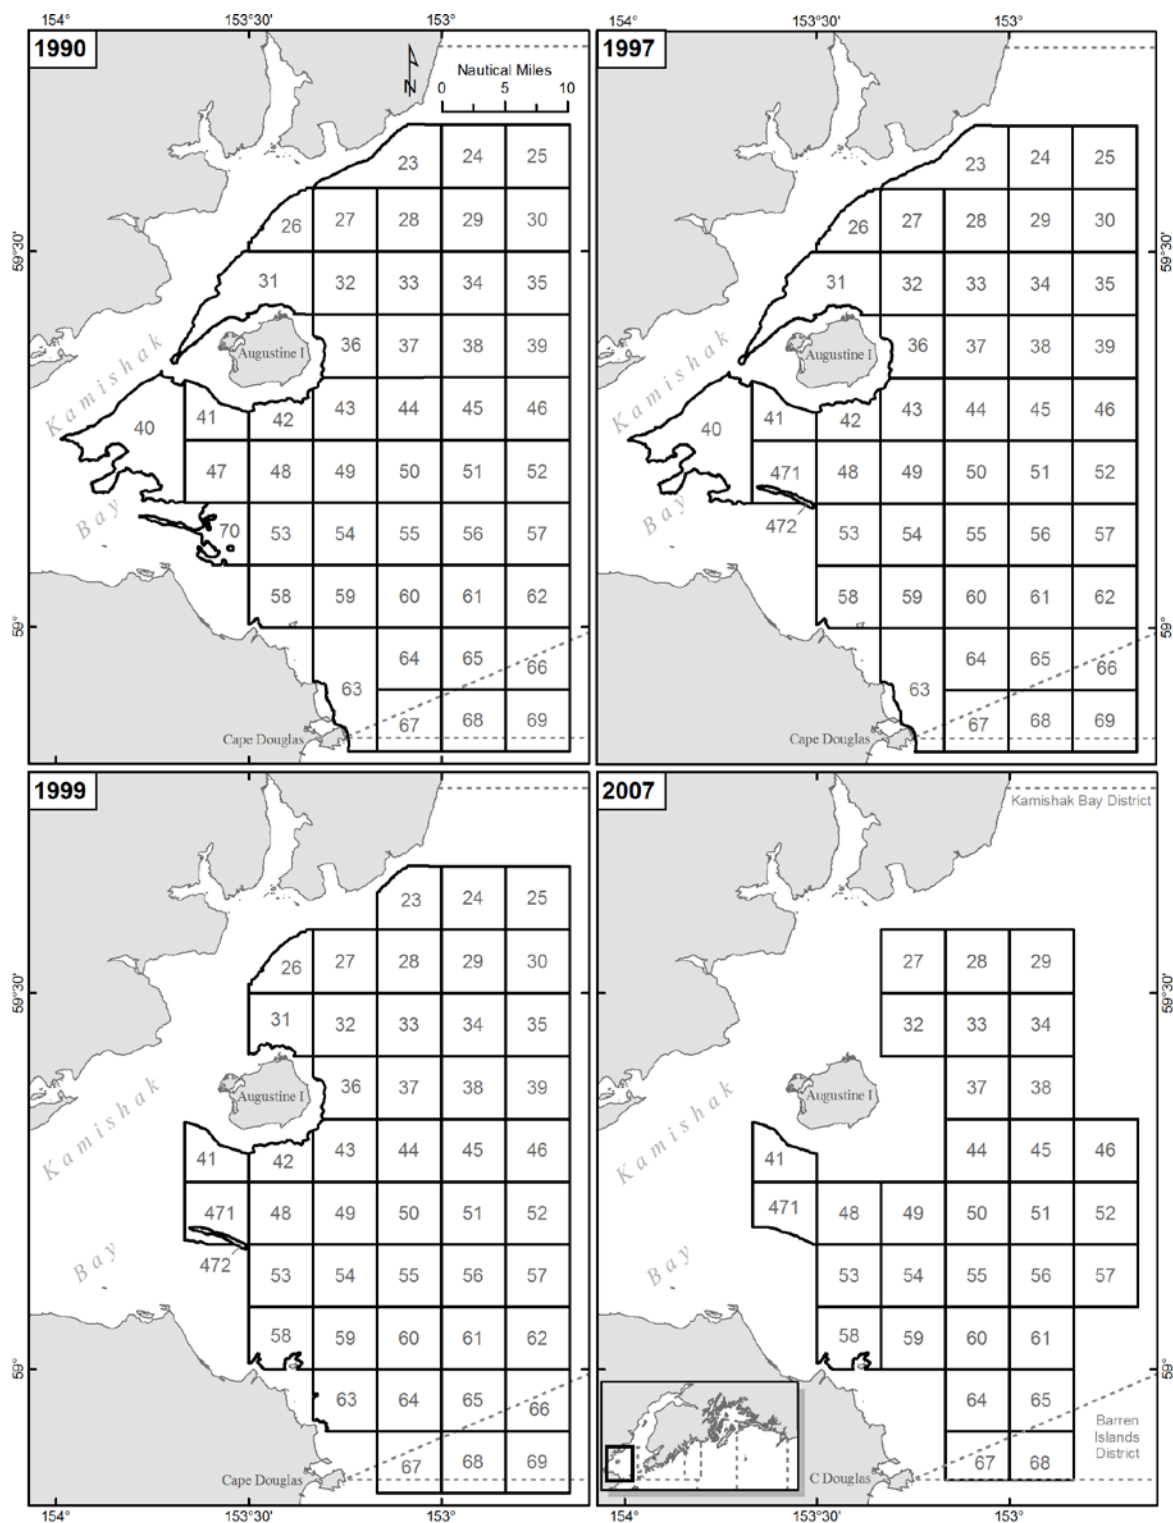 154° 153°30' 153° 154° 153°30' 153°
1990
N
Nautical Miles
0 5 10
23 24 25
26 27 28 29 30
59°30'
31 32 33 34 35
Augustine I 36 37 38 39
Kamishak
40 41 42 43 44 45 46
47 48 49 50 51 52
Bay
70 53 54 55 56 57
58 59 60 61 62
59°
63 64 65 66
Cape Douglas 67 68 69
1997
23 24 25
26 27 28 29 30
59°30'
31 32 33 34 35
Augustine I 36 37 38 39
Kamishak
40 41 42 43 44 45 46
471 48 49 50 51 52
Bay
472 53 54 55 56 57
58 59 60 61 62
59°
63 64 65 66
Cape Douglas 67 68 69
1999
23 24 25
26 27 28 29 30
59°30'
31 32 33 34 35
Augustine I 36 37 38 39
Kamishak
41 42 43 44 45 46
471 48 49 50 51 52
Bay
472 53 54 55 56 57
58 59 60 61 62
59°
63 64 65 66
Cape Douglas 67 68 69
2007
Kamishak Bay District
27 28 29
59°30'
32 33 34
Augustine I 37 38
Kamishak
41 44 45 46
471 48 49 50 51 52
Bay
53 54 55 56 57
58 59 60 61
59°
64 65
Barren
Islands
District
C Douglas 67 68
154° 153°30' 153° 154° 153°30' 153°